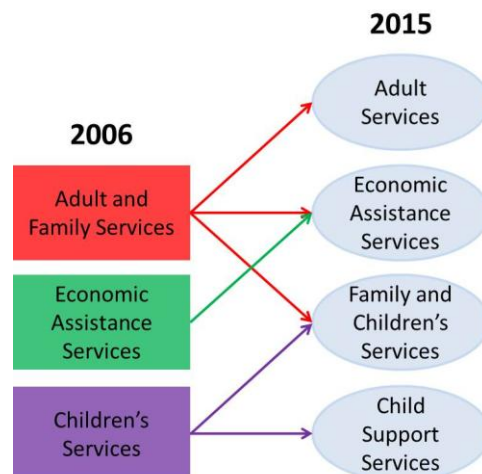 2006
Adult and
Family Services
Economic
Assistance
Services
Children’s
Services
2015
Adult
Services
Economic
Assistance
Services
Family and
Children’s
Services
Child
Support
Services